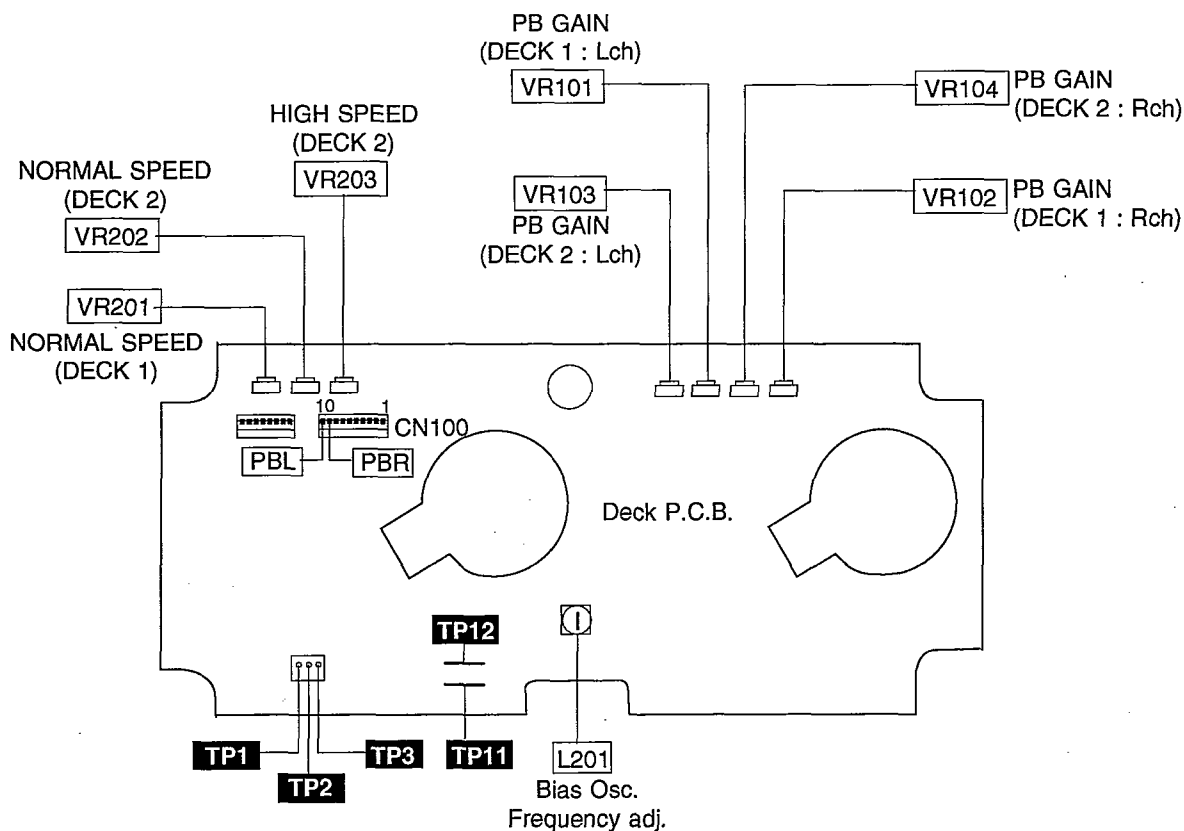 PB GAIN
(DECK 1 : Lch)
VR101
VR104
PB GAIN
(DECK 2 : Rch)
HIGH SPEED
(DECK 2)
VR203
NORMAL SPEED
(DECK 2)
VR202
VR103
PB GAIN
(DECK 2 : Lch)
VR102
PB GAIN
(DECK 1 : Rch)
VR201
NORMAL SPEED
(DECK 1)
10
1
CN100
PBL
PBR
Deck P.C.B.
TP12
TP1
TP2
TP3
TP11
L201
Bias Osc.
Frequency adj.